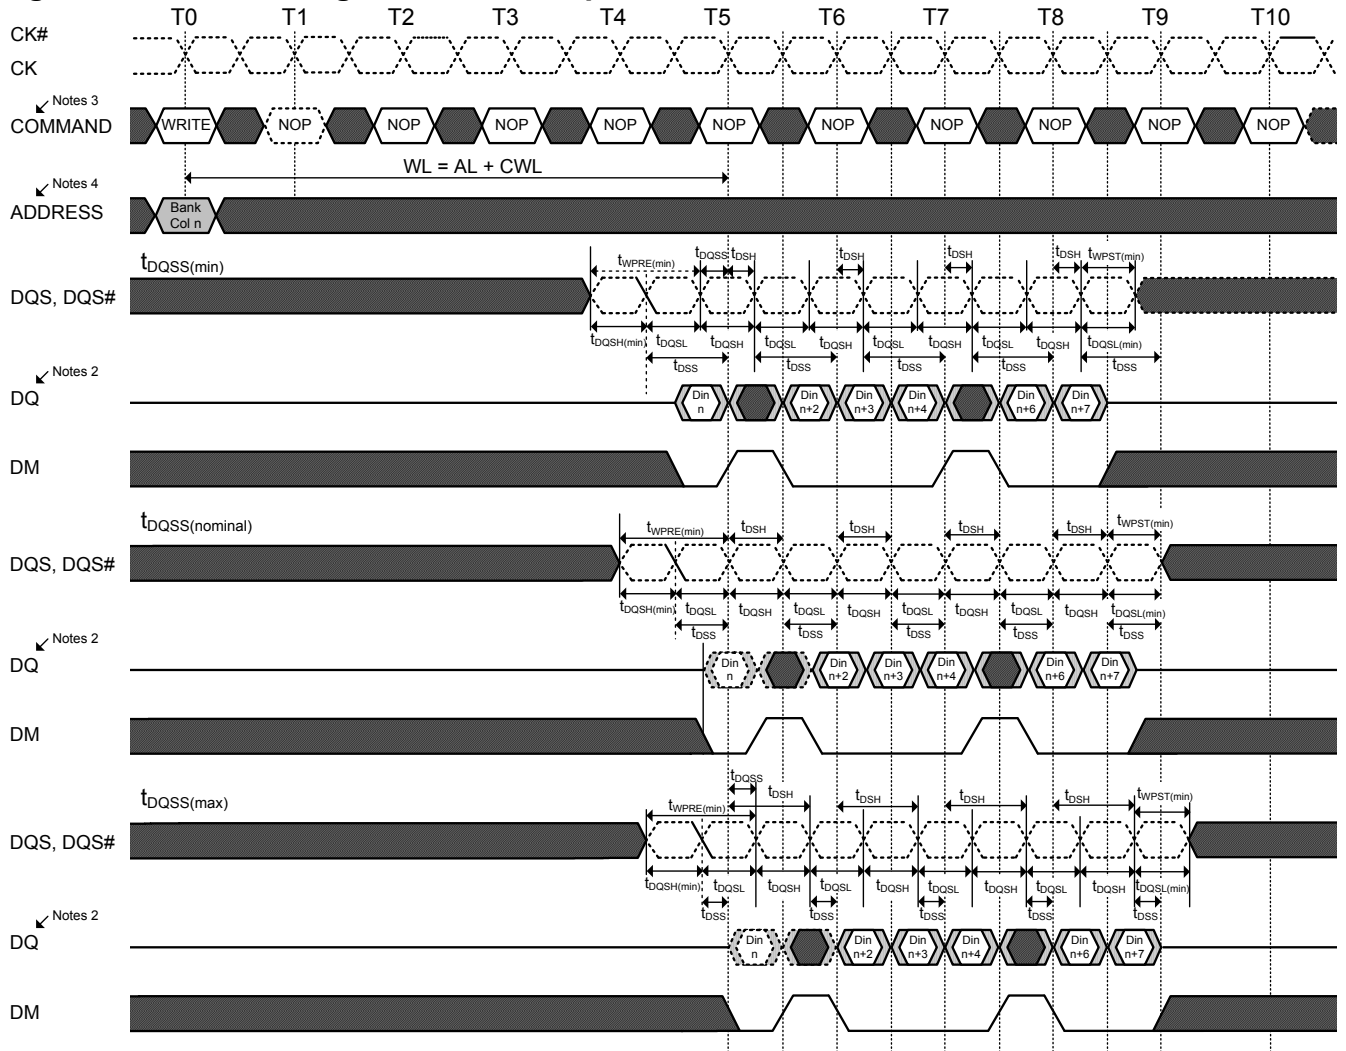 T0 T1 T2 T3 T4 T5 T6 T7 T8 T9 T10
CK#
CK
Notes 3
COMMAND WRITE NOP NOP NOP NOP NOP NOP NOP NOP NOP NOP
WL = AL + CWL
Notes 4
ADDRESS Bank Col n
tDQSS(min)
tWPRE(min) tDQSS tDSH tDSH tDSH tDSH tWPST(min)
DQS, DQS#
tDQSH(min) tDQSL tDQSH tDQSL tDQSH tDQSL tDQSH tDQSL tDQSH tDQSL(min)
tDSS tDSS tDSS tDSS tDSS
Notes 2
DQ Din n Din n+2 Din n+3 Din n+4 Din n+6 Din n+7
DM
tDQSS(nominal)
tWPRE(min) tDSH tDSH tDSH tDSH tWPST(min)
DQS, DQS#
tDQSH(min) tDQSL tDQSH tDQSL tDQSH tDQSL tDQSH tDQSL tDQSH tDQSL(min)
tDSS tDSS tDSS tDSS tDSS
Notes 2
DQ Din n Din n+2 Din n+3 Din n+4 Din n+6 Din n+7
DM
tDQSS
tDQSS(max)
tWPRE(min) tDSH tDSH tDSH tDSH tWPST(min)
DQS, DQS#
tDQSH(min) tDQSL tDQSH tDQSL tDQSH tDQSL tDQSH tDQSL tDQSH tDQSL(min)
tDSS tDSS tDSS tDSS tDSS
Notes 2
DQ Din n Din n+2 Din n+3 Din n+4 Din n+6 Din n+7
DM